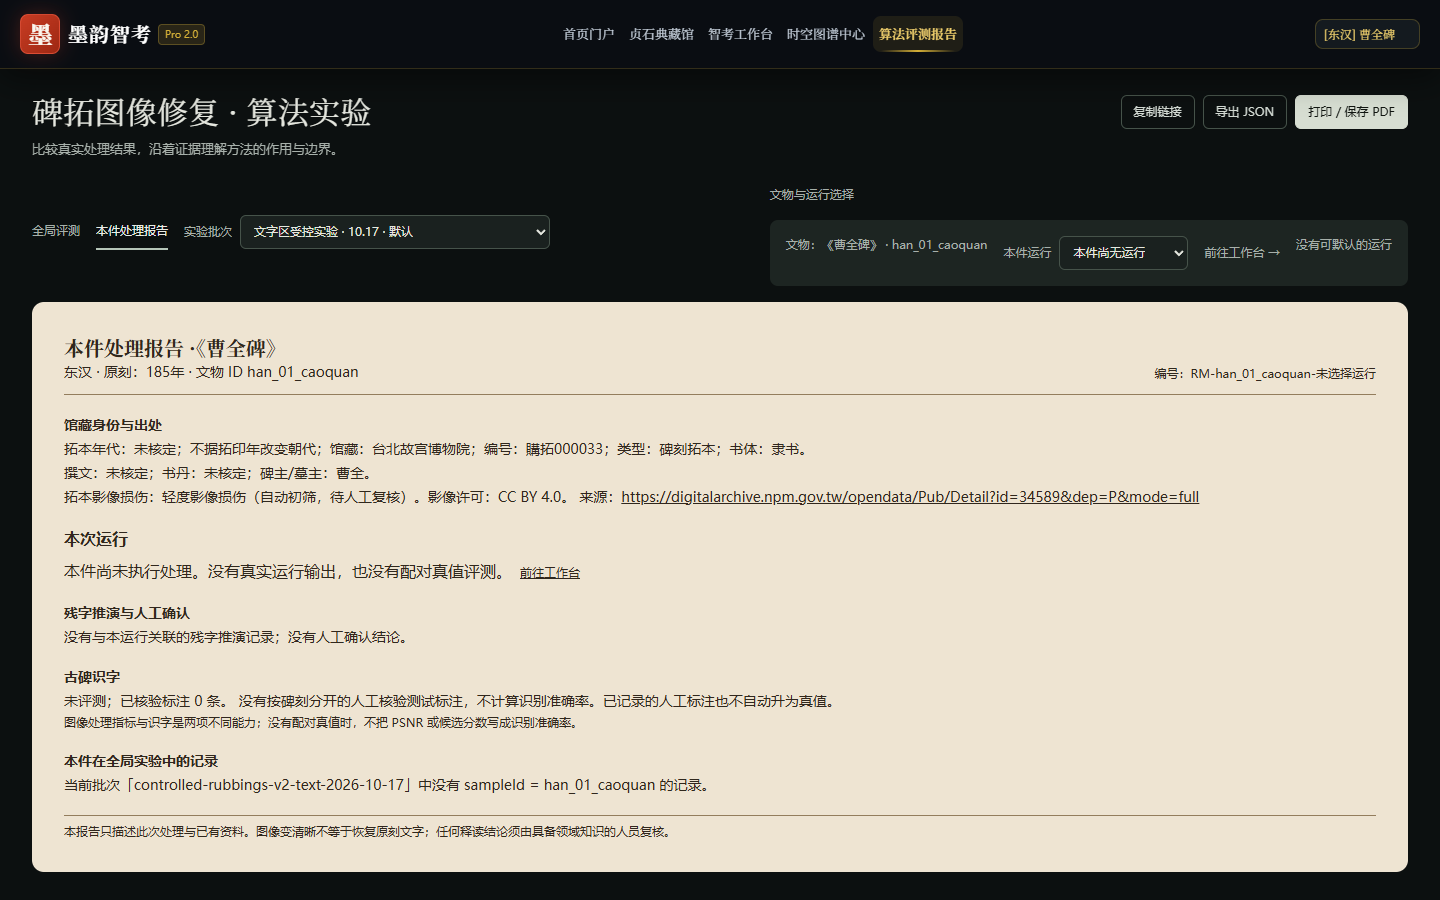 墨 墨韵智考 Pro 2.0
首页门户 贞石典藏馆 智考工作台 时空图谱中心 算法评测报告
[东汉] 曹全碑
碑拓图像修复 · 算法实验
复制链接 导出 JSON 打印 / 保存 PDF
比较真实处理结果，沿着证据理解方法的作用与边界。
文物与运行选择
全局评测 本件处理报告 实验批次 文字区受控实验 · 10.17 · 默认
文物：《曹全碑》 · han_01_caoquan 本件运行 本件尚无运行 前往工作台 → 没有可默认的运行
本件处理报告 ·《曹全碑》
东汉 · 原刻：185年 · 文物 ID han_01_caoquan
编号：RM-han_01_caoquan-未选择运行
馆藏身份与出处
拓本年代：未核定；不据拓印年改变朝代；馆藏：台北故宫博物院；编号：購拓000033；类型：碑刻拓本；书体：隶书。
撰文：未核定；书丹：未核定；碑主/墓主：曹全。
拓本影像损伤：轻度影像损伤（自动初筛，待人工复核）。影像许可：CC BY 4.0。 来源：https://digitalarchive.npm.gov.tw/opendata/Pub/Detail?id=34589&dep=P&mode=full
本次运行
本件尚未执行处理。没有真实运行输出，也没有配对真值评测。 前往工作台
残字推演与人工确认
没有与本运行关联的残字推演记录；没有人工确认结论。
古碑识字
未评测；已核验标注 0 条。 没有按碑刻分开的人工核验测试标注，不计算识别准确率。已记录的人工标注也不自动升为真值。
图像处理指标与识字是两项不同能力；没有配对真值时，不把 PSNR 或候选分数写成识别准确率。
本件在全局实验中的记录
当前批次「controlled-rubbings-v2-text-2026-10-17」中没有 sampleId = han_01_caoquan 的记录。
本报告只描述此次处理与已有资料。图像变清晰不等于恢复原刻文字；任何释读结论须由具备领域知识的人员复核。